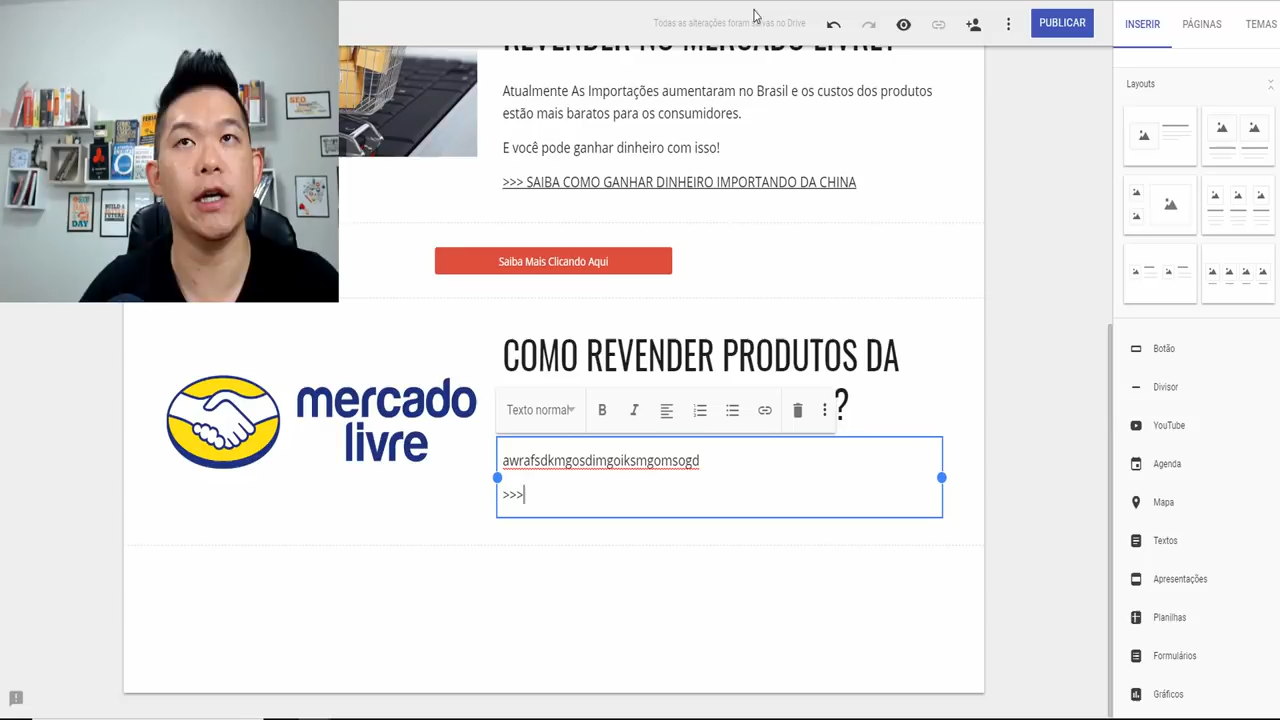 Todas as alterações foram salvas no Drive
PUBLICAR
INSERIR
PÁGINAS
TEMAS
REVENDER NO MERCADO LIVRE?
Atualmente As Importações aumentaram no Brasil e os custos dos produtos
estão mais baratos para os consumidores.
E você pode ganhar dinheiro com isso!
>>> SAIBA COMO GANHAR DINHEIRO IMPORTANDO DA CHINA
Saiba Mais Clicando Aqui
mercado
livre
COMO REVENDER PRODUTOS DA
?
Texto normal
B
I
awrafsdkmgosdimgoiksmgomsogd
>>>
Layouts
Botão
Divisor
YouTube
Agenda
Mapa
Textos
Apresentações
Planilhas
Formulários
Gráficos
SEO